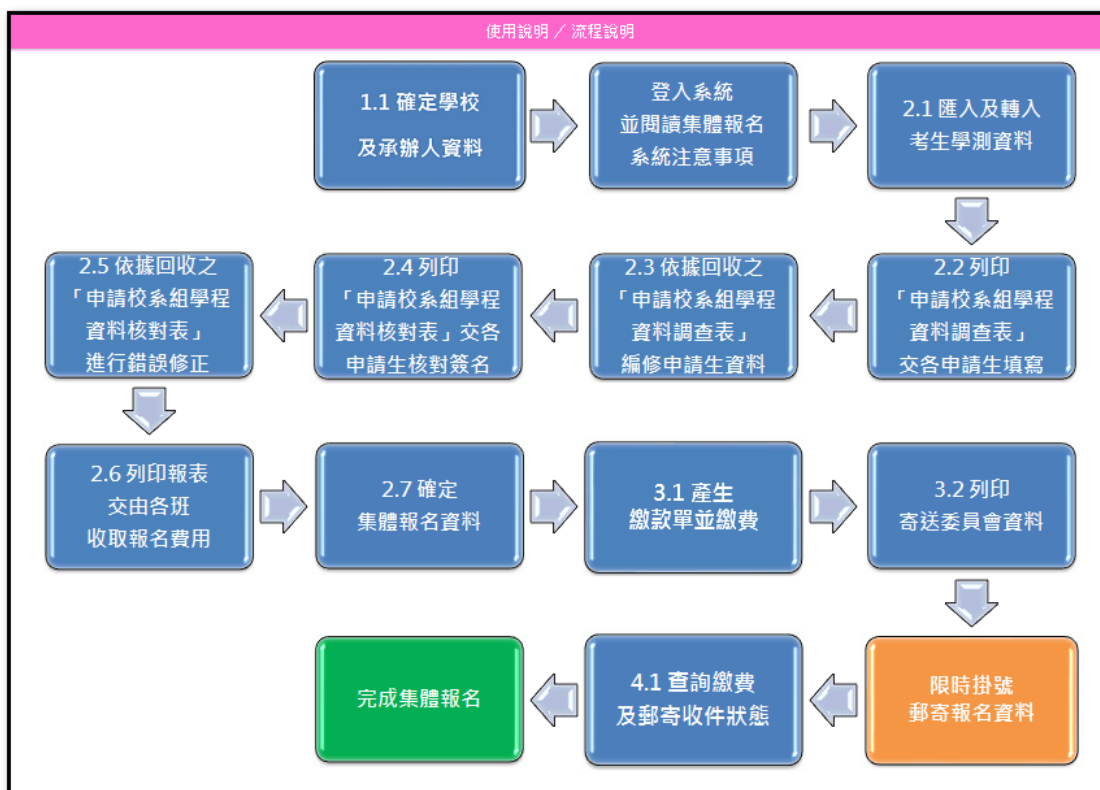 使用說明 ／ 流程說明
1.1 確定學校
及承辦人資料
登入系統
並閱讀集體報名
系統注意事項
2.1 匯入及轉入
考生學測資料
2.2 列印
「申請校系組學程
資料調查表」
交各申請生填寫
2.3 依據回收之
「申請校系組學程
資料調查表」
編修申請生資料
2.4 列印
「申請校系組學程
資料核對表」交各
申請生核對簽名
2.5 依據回收之
「申請校系組學程
資料核對表」
進行錯誤修正
2.6 列印報表
交由各班
收取報名費用
2.7 確定
集體報名資料
3.1 產生
繳款單並繳費
3.2 列印
寄送委員會資料
限時掛號
郵寄報名資料
4.1 查詢繳費
及郵寄收件狀態
完成集體報名